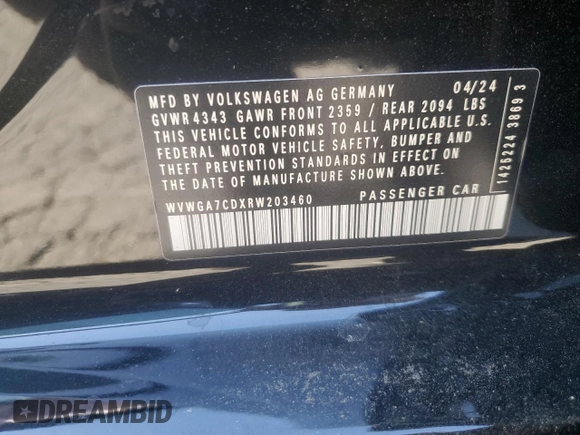 MFD BY VOLKSWAGEN AG GERMANY 04/24
GVWR 4343 GAWR FRONT 2359 / REAR 2094 LBS
THIS VEHICLE CONFORMS TO ALL APPLICABLE U.S.
FEDERAL MOTOR VEHICLE SAFETY, BUMPER AND
THEFT PREVENTION STANDARDS IN EFFECT ON
THE DATE OF MANUFACTURE SHOWN ABOVE.
WVWGA7CDXRW203460 PASSENGER CAR
1425224 3869 3
DREAMBID